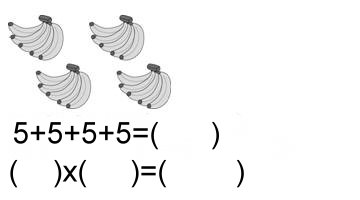 5+5+5+5=(      )
(    )x(     )=(        )